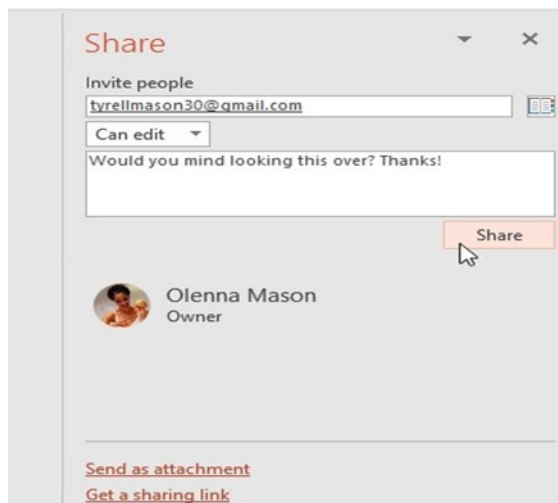 Share
Invite people
tyrellmason30@gmail.com
Can edit
Would you mind looking this over? Thanks!
Share
Olenna Mason
Owner
Send as attachment
Get a sharing link